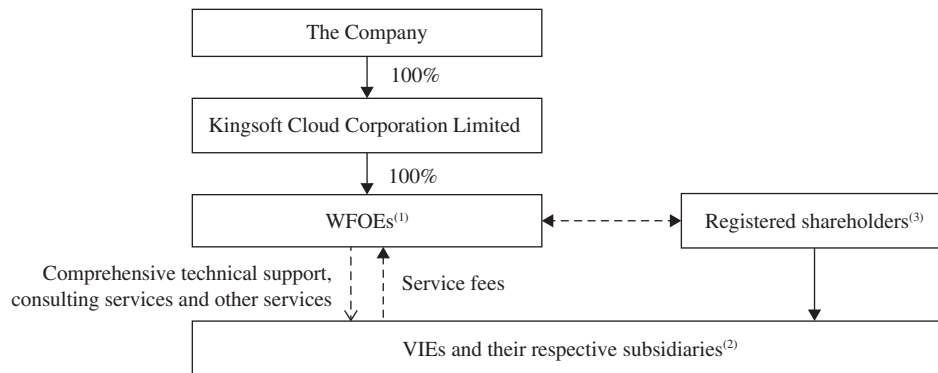 The Company
100%
Kingsoft Cloud Corporation Limited
100%
WFOEs(1)
Registered shareholders(3)
Comprehensive technical support,
consulting services and other services
Service fees
VIEs and their respective subsidiaries(2)